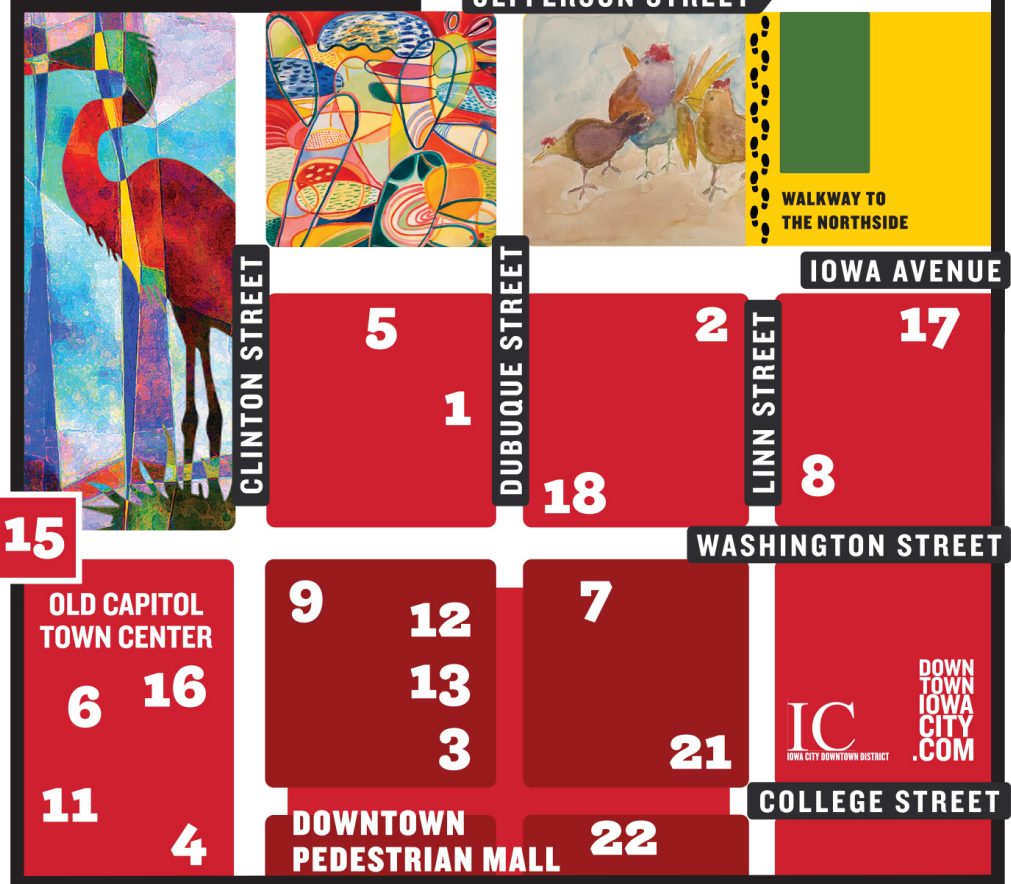 JEFFERSON STREET
WALKWAY TO
THE NORTHSIDE
IOWA AVENUE
CLINTON STREET
DUBUQUE STREET
LINN STREET
5
2
17
1
8
18
15
WASHINGTON STREET
OLD CAPITOL
TOWN CENTER
9
7
12
16
6
13
3
21
DOWN
TOWN
IOWA
CITY
.COM
IC
IOWA CITY DOWNTOWN DISTRICT
COLLEGE STREET
11
4
DOWNTOWN
PEDESTRIAN MALL
22